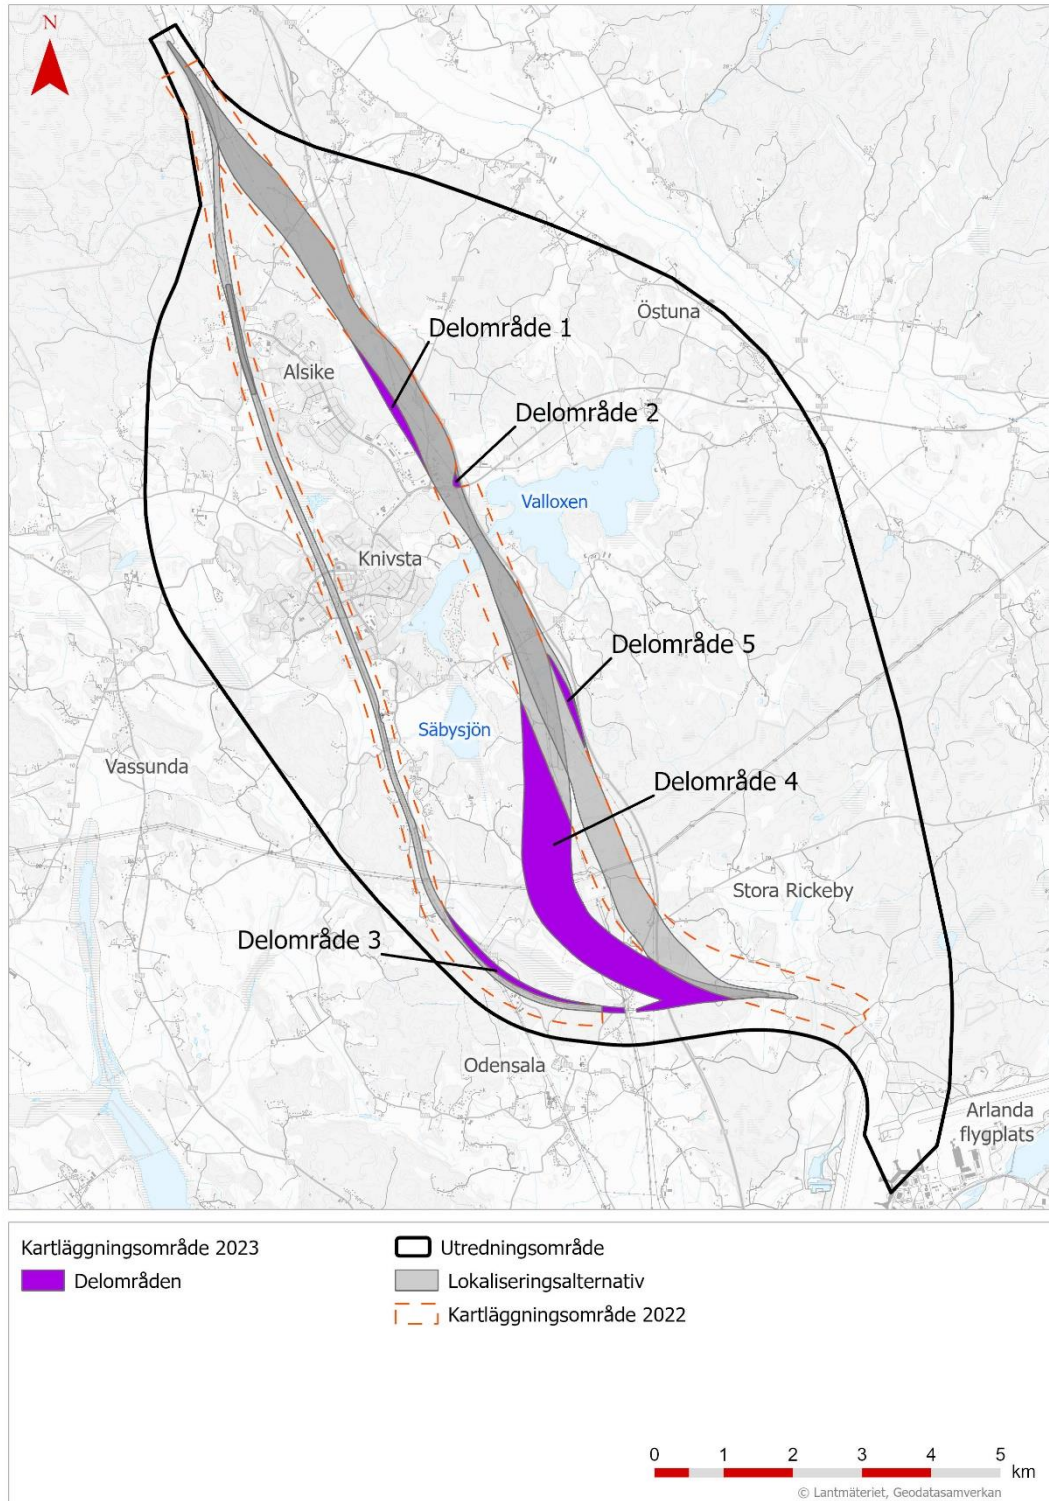 N
Östuna
Delområde 1
Alsike
Delområde 2
Valloxen
Knivsta
Delområde 5
Säbysjön
Vassunda
Delområde 4
Stora Rickeby
Delområde 3
Odensala
Arlanda
flygplats
Kartläggningsområde 2023
Delområden
Utredningsområde
Lokaliseringsalternativ
Kartläggningsområde 2022
0 1 2 3 4 5
km
© Lantmäteriet, Geodatasamverkan